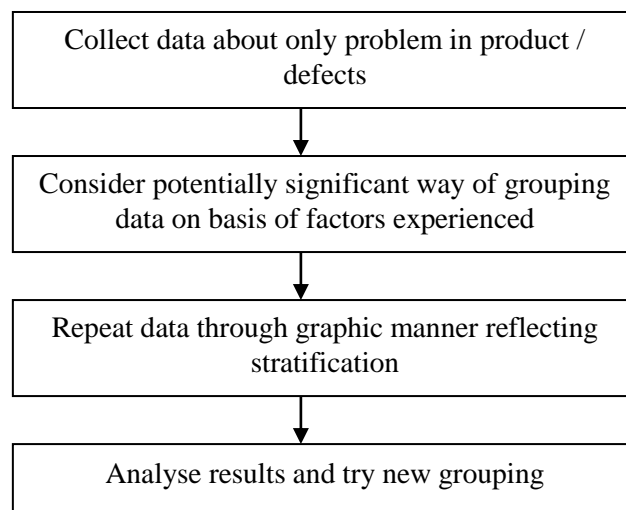 Collect data about only problem in product /
defects
Consider potentially significant way of grouping
data on basis of factors experienced
Repeat data through graphic manner reflecting
stratification
Analyse results and try new grouping